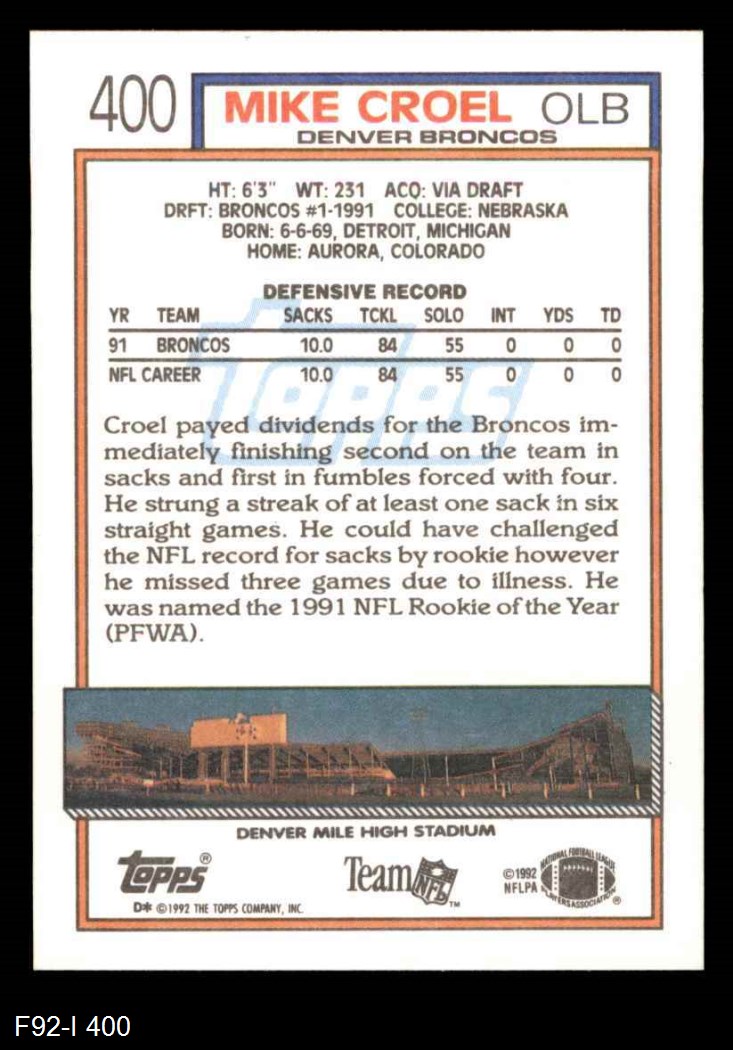 400 MIKE CROEL OLB
DENVER BRONCOS
HT: 6'3" WT: 231 ACQ: VIA DRAFT
DRFT: BRONCOS #1-1991 COLLEGE: NEBRASKA
BORN: 6-6-69, DETROIT, MICHIGAN
HOME: AURORA, COLORADO
DEFENSIVE RECORD
YR TEAM SACKS TCKL SOLO INT YDS TD
91 BRONCOS 10.0 84 55 0 0 0
NFL CAREER 10.0 84 55 0 0 0
Topps
Croel payed dividends for the Broncos im-
mediately finishing second on the team in
sacks and first in fumbles forced with four.
He strung a streak of at least one sack in six
straight games. He could have challenged
the NFL record for sacks by rookie however
he missed three games due to illness. He
was named the 1991 NFL Rookie of the Year
(PFWA).
DENVER MILE HIGH STADIUM
Topps®
D* ©1992 THE TOPPS COMPANY, INC.
Team NFL™
©1992
NFLPA
NATIONAL FOOTBALL LEAGUE
PLAYERS ASSOCIATION ®
F92-I 400